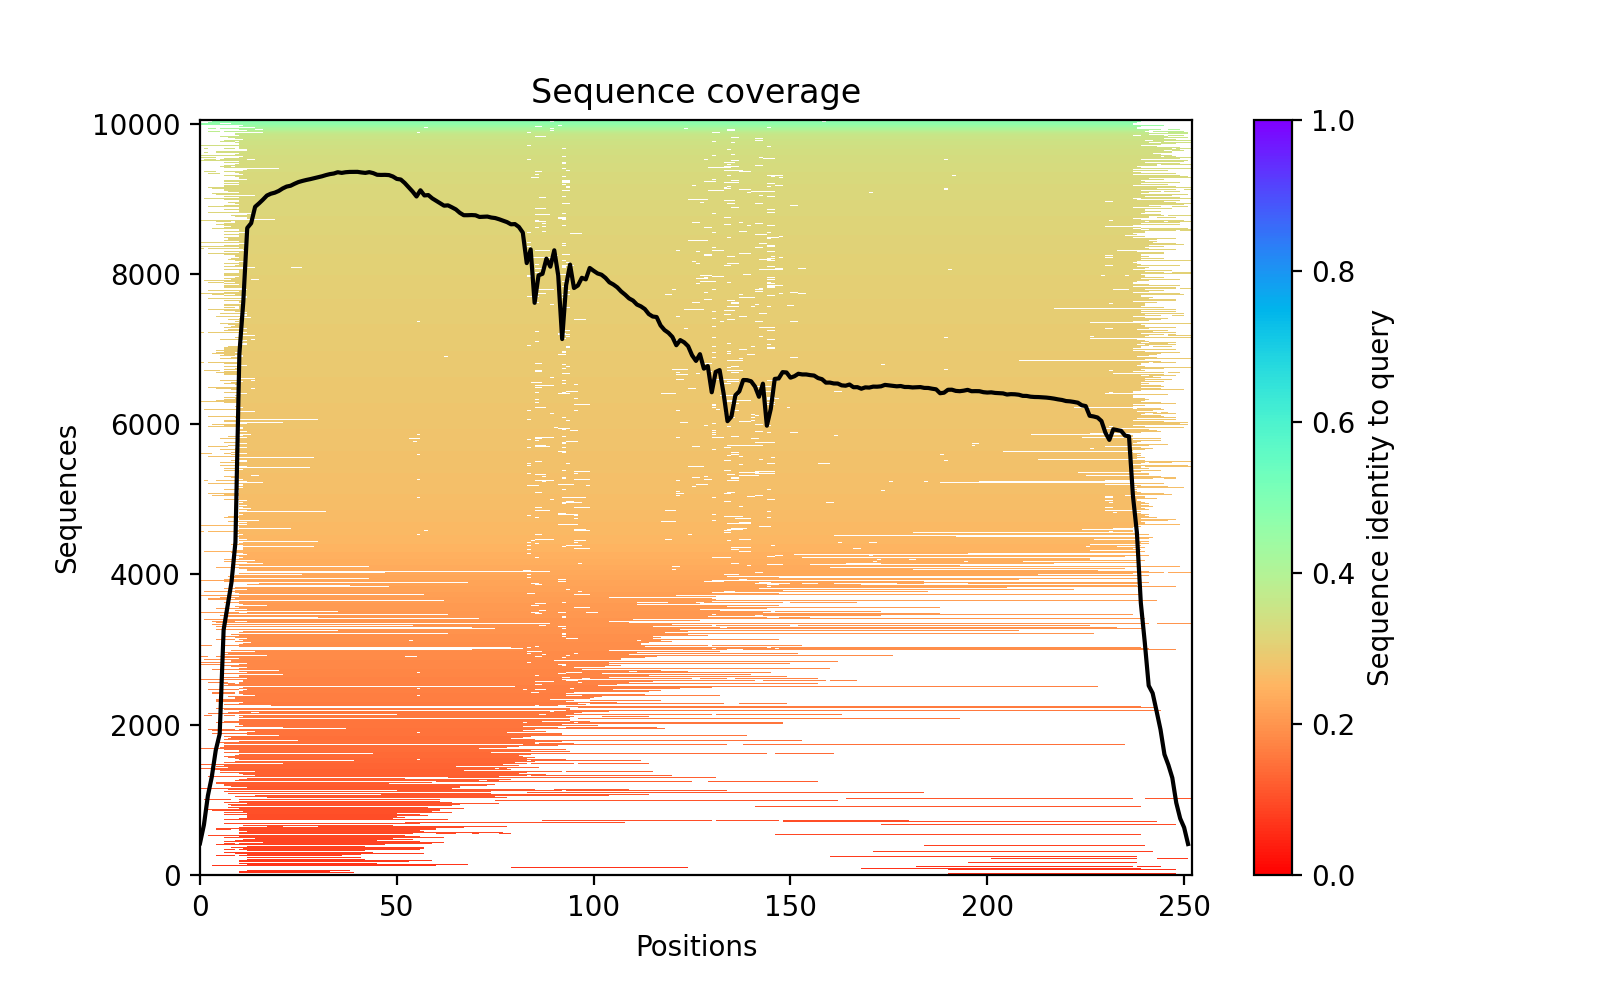 Sequence coverage
Sequences
10000
8000
6000
4000
2000
0
0 50 100 150 200 250
Positions
1.0
0.8
0.6
0.4
0.2
0.0
Sequence identity to query